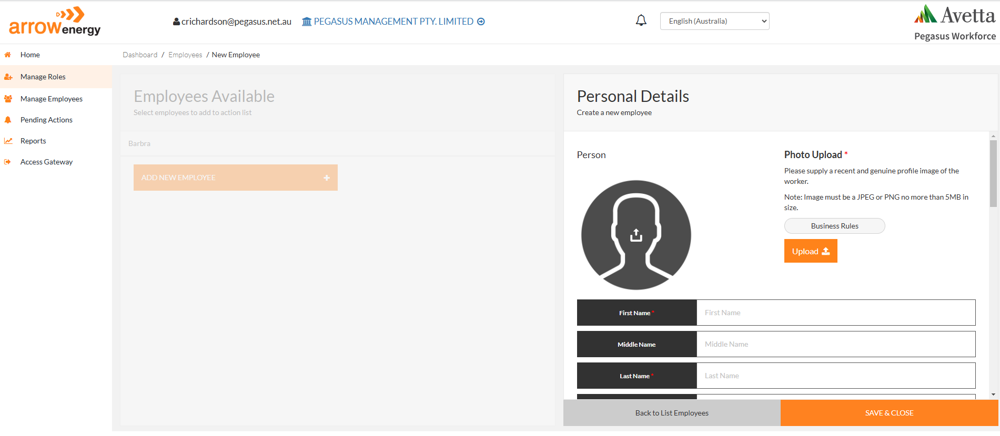 arrow energy
crichardson@pegasus.net.au PEGASUS MANAGEMENT PTY. LIMITED
English (Australia)
Avetta
Pegasus Workforce
Home
Manage Roles
Manage Employees
Pending Actions
Reports
Access Gateway
Dashboard / Employees / New Employee
Employees Available
Select employees to add to action list
Barbra
ADD NEW EMPLOYEE +
Personal Details
Create a new employee
Person
Photo Upload *
Please supply a recent and genuine profile image of the
worker.
Note: Image must be a JPEG or PNG no more than 5MB in
size.
Business Rules
Upload
First Name * First Name
Middle Name Middle Name
Last Name * Last Name
Back to List Employees
SAVE & CLOSE